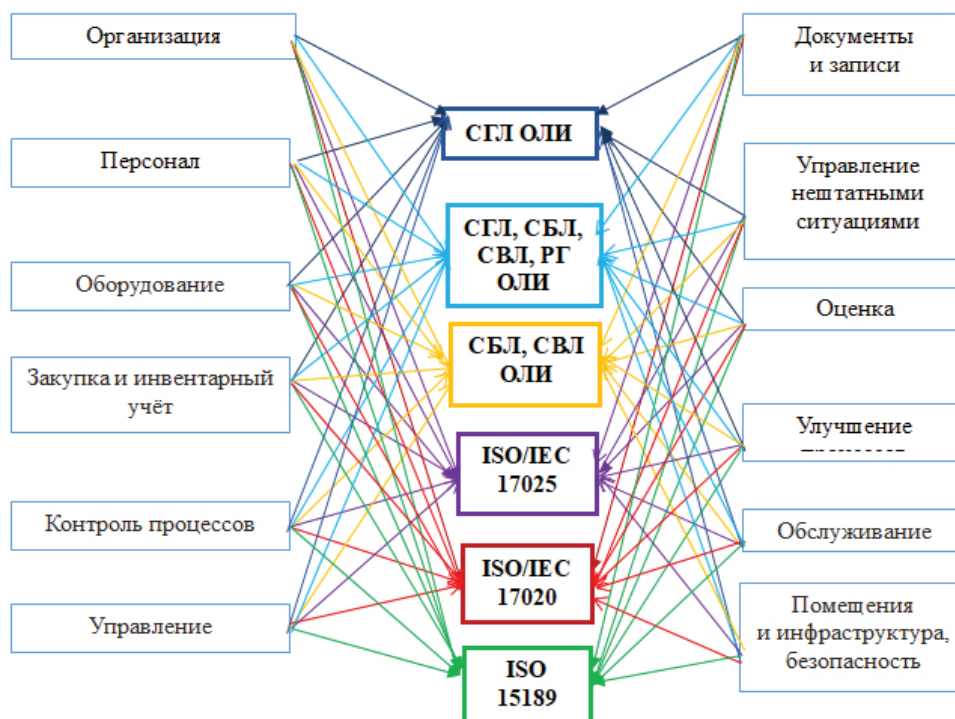 Организация
Персонал
Оборудование
Закупка и инвентарный
учёт
Контроль процессов
Управление
СГЛ ОЛИ
СГЛ, СБЛ,
СВЛ, РГ
ОЛИ
СБЛ, СВЛ
ОЛИ
ISO/IEC
17025
ISO/IEC
17020
ISO
15189
Документы
и записи
Управление
нештатными
ситуациями
Оценка
Улучшение
Обслуживание
Помещения
и инфраструктура,
безопасность